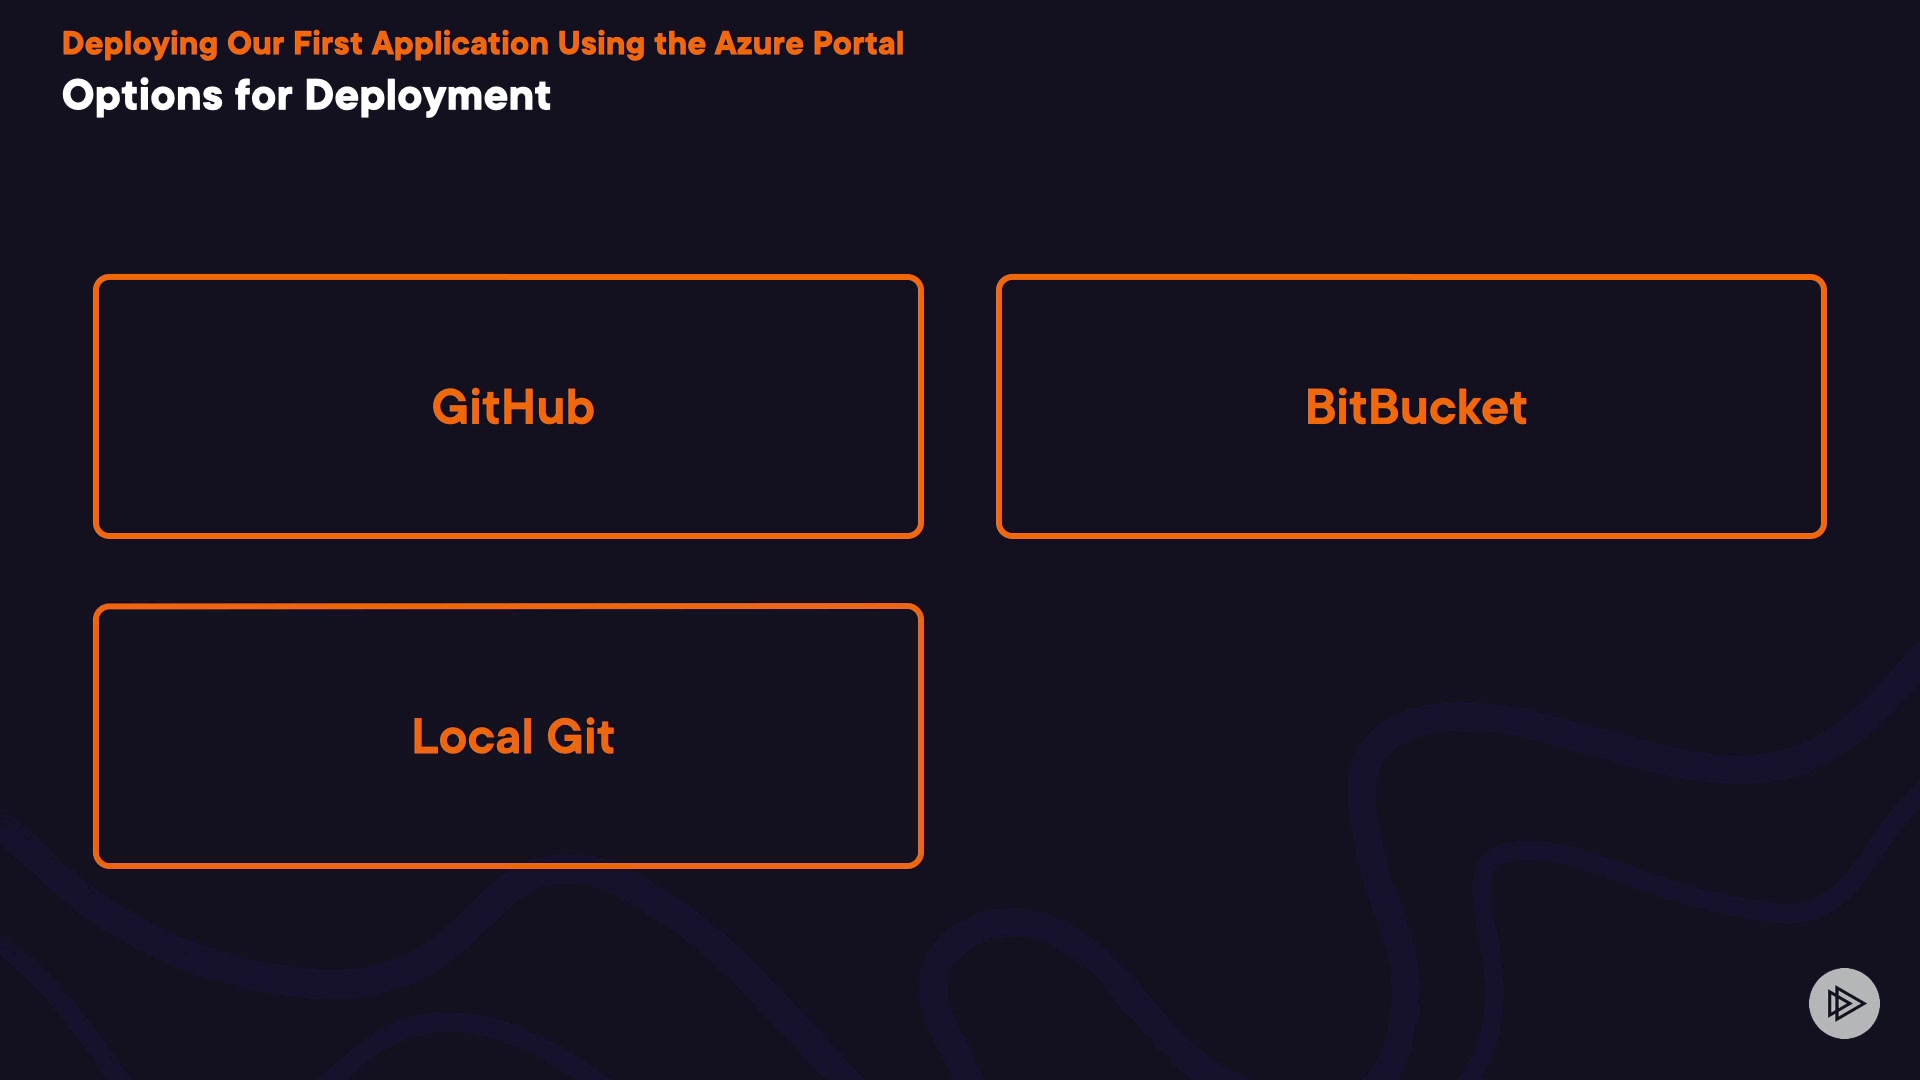 Deploying Our First Application Using the Azure Portal
Options for Deployment
GitHub
BitBucket
Local Git